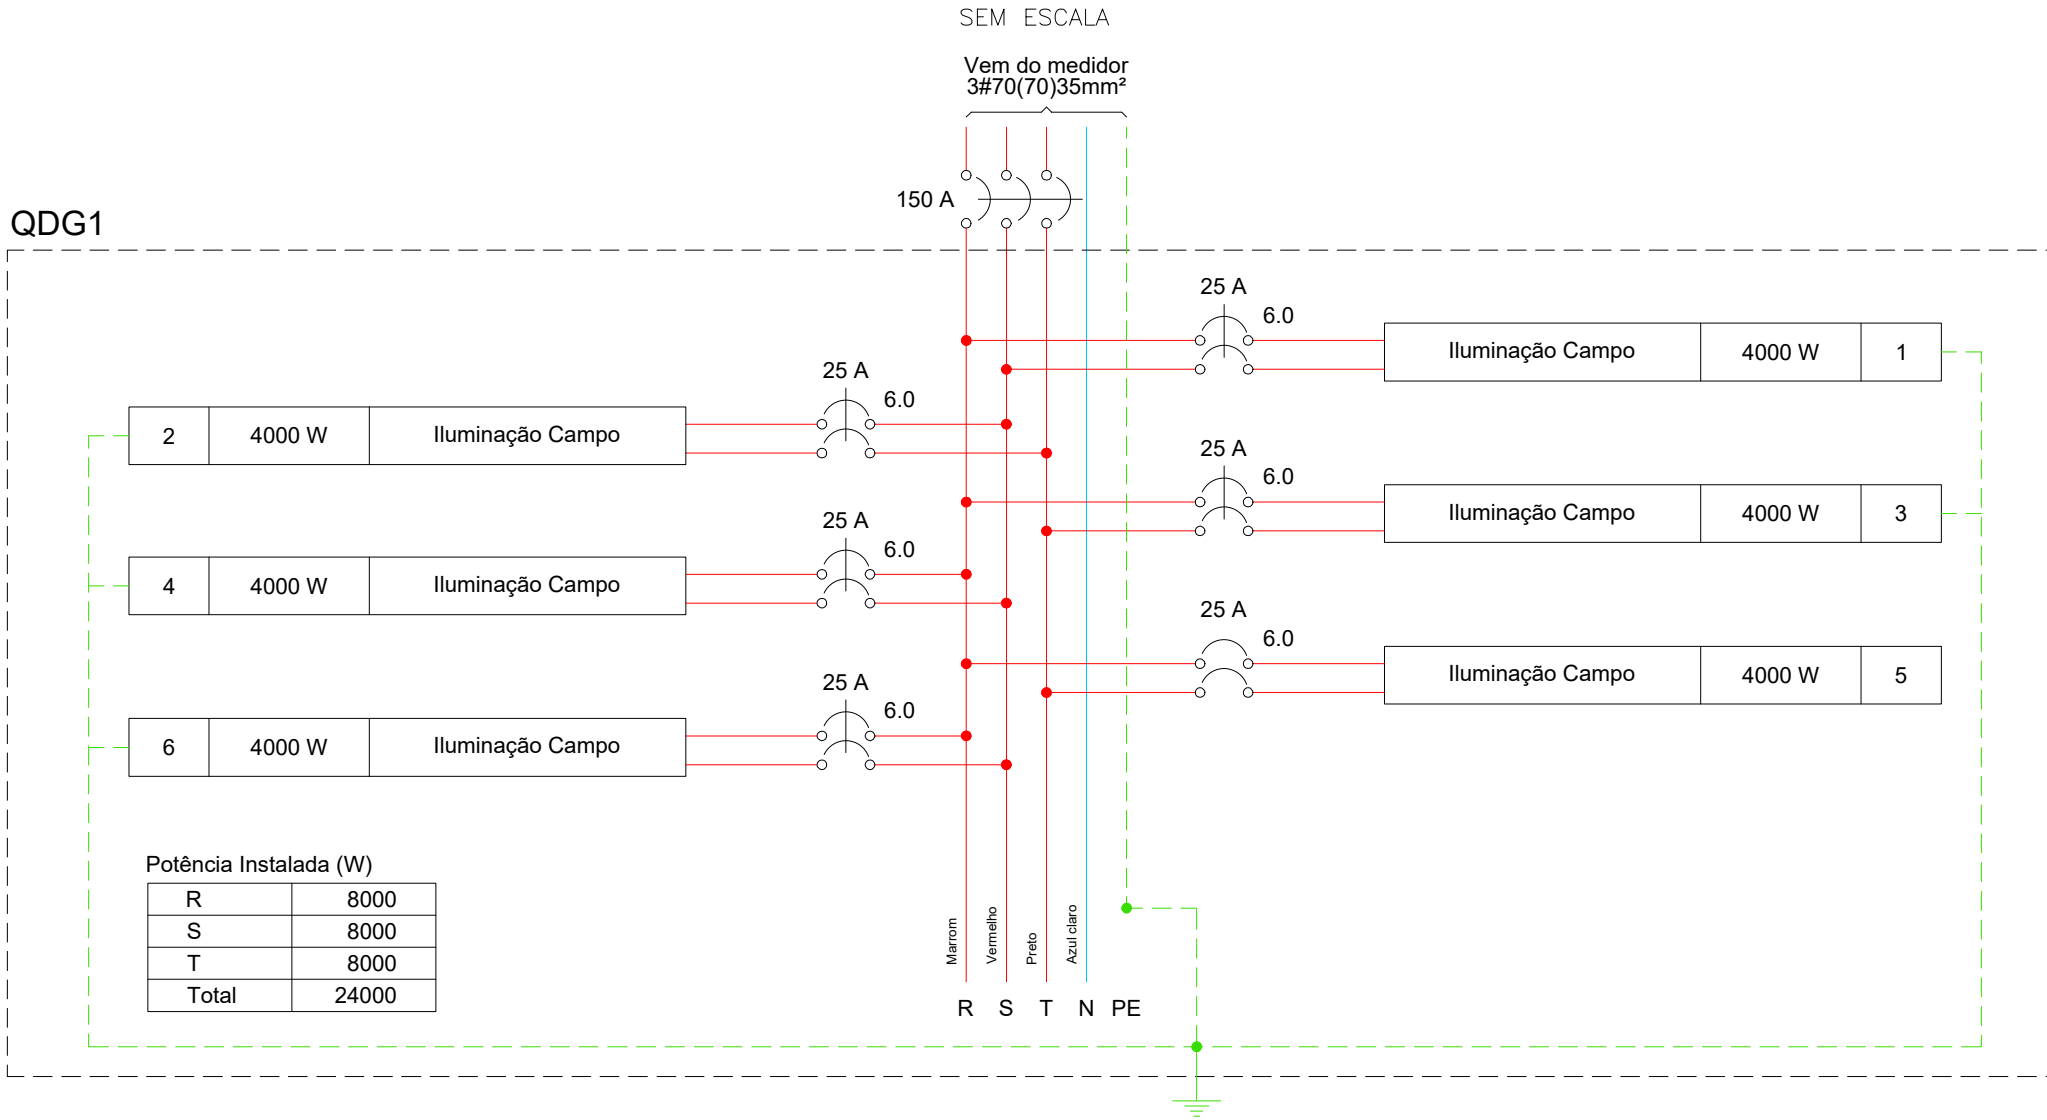 SEM ESCALA
Vem do medidor
3#70(70)35mm²
150 A
QDG1
25 A
6.0
Iluminação Campo
4000 W
1
25 A
6.0
2
4000 W
Iluminação Campo
25 A
6.0
Iluminação Campo
4000 W
3
25 A
6.0
4
4000 W
Iluminação Campo
25 A
6.0
Iluminação Campo
4000 W
5
25 A
6.0
6
4000 W
Iluminação Campo
Potência Instalada (W)
R 8000
S 8000
T 8000
Total 24000
Marrom
Vermelho
Preto
Azul claro
R S T N PE